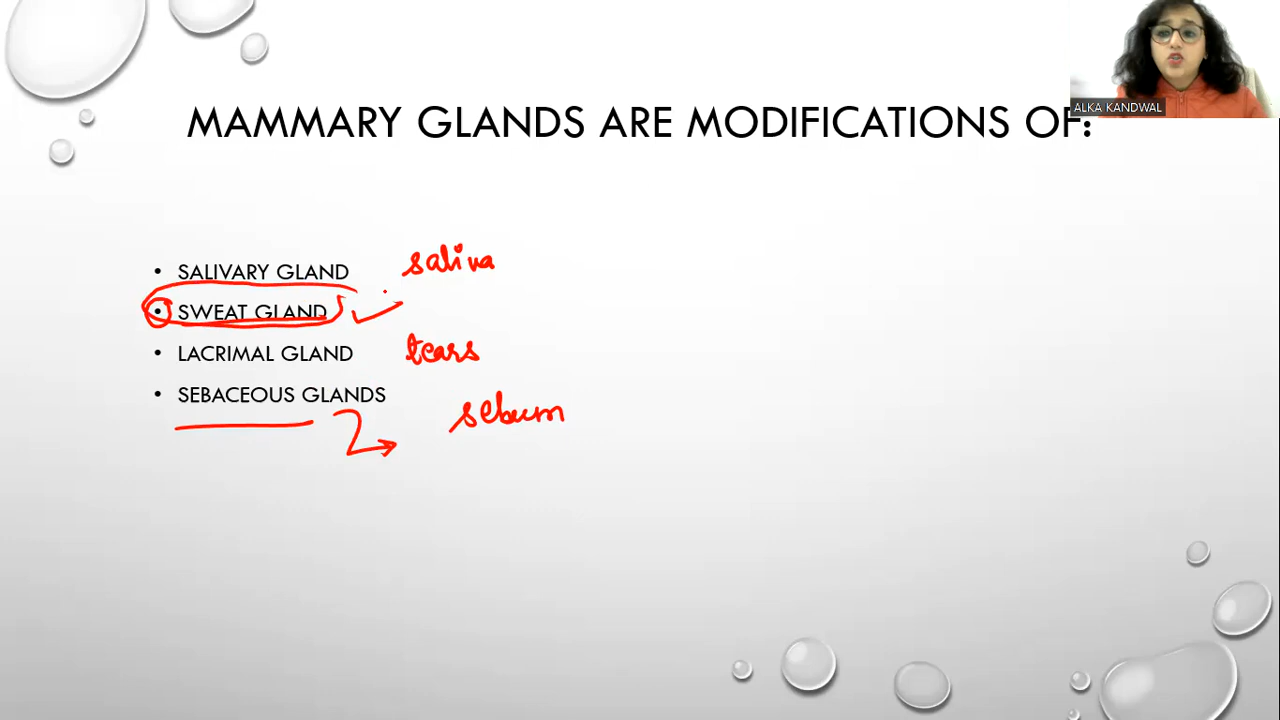 ALKA KANDWAL
MAMMARY GLANDS ARE MODIFICATIONS OF:
• SALIVARY GLAND saliva
• SWEAT GLAND
• LACRIMAL GLAND tears
• SEBACEOUS GLANDS sebum